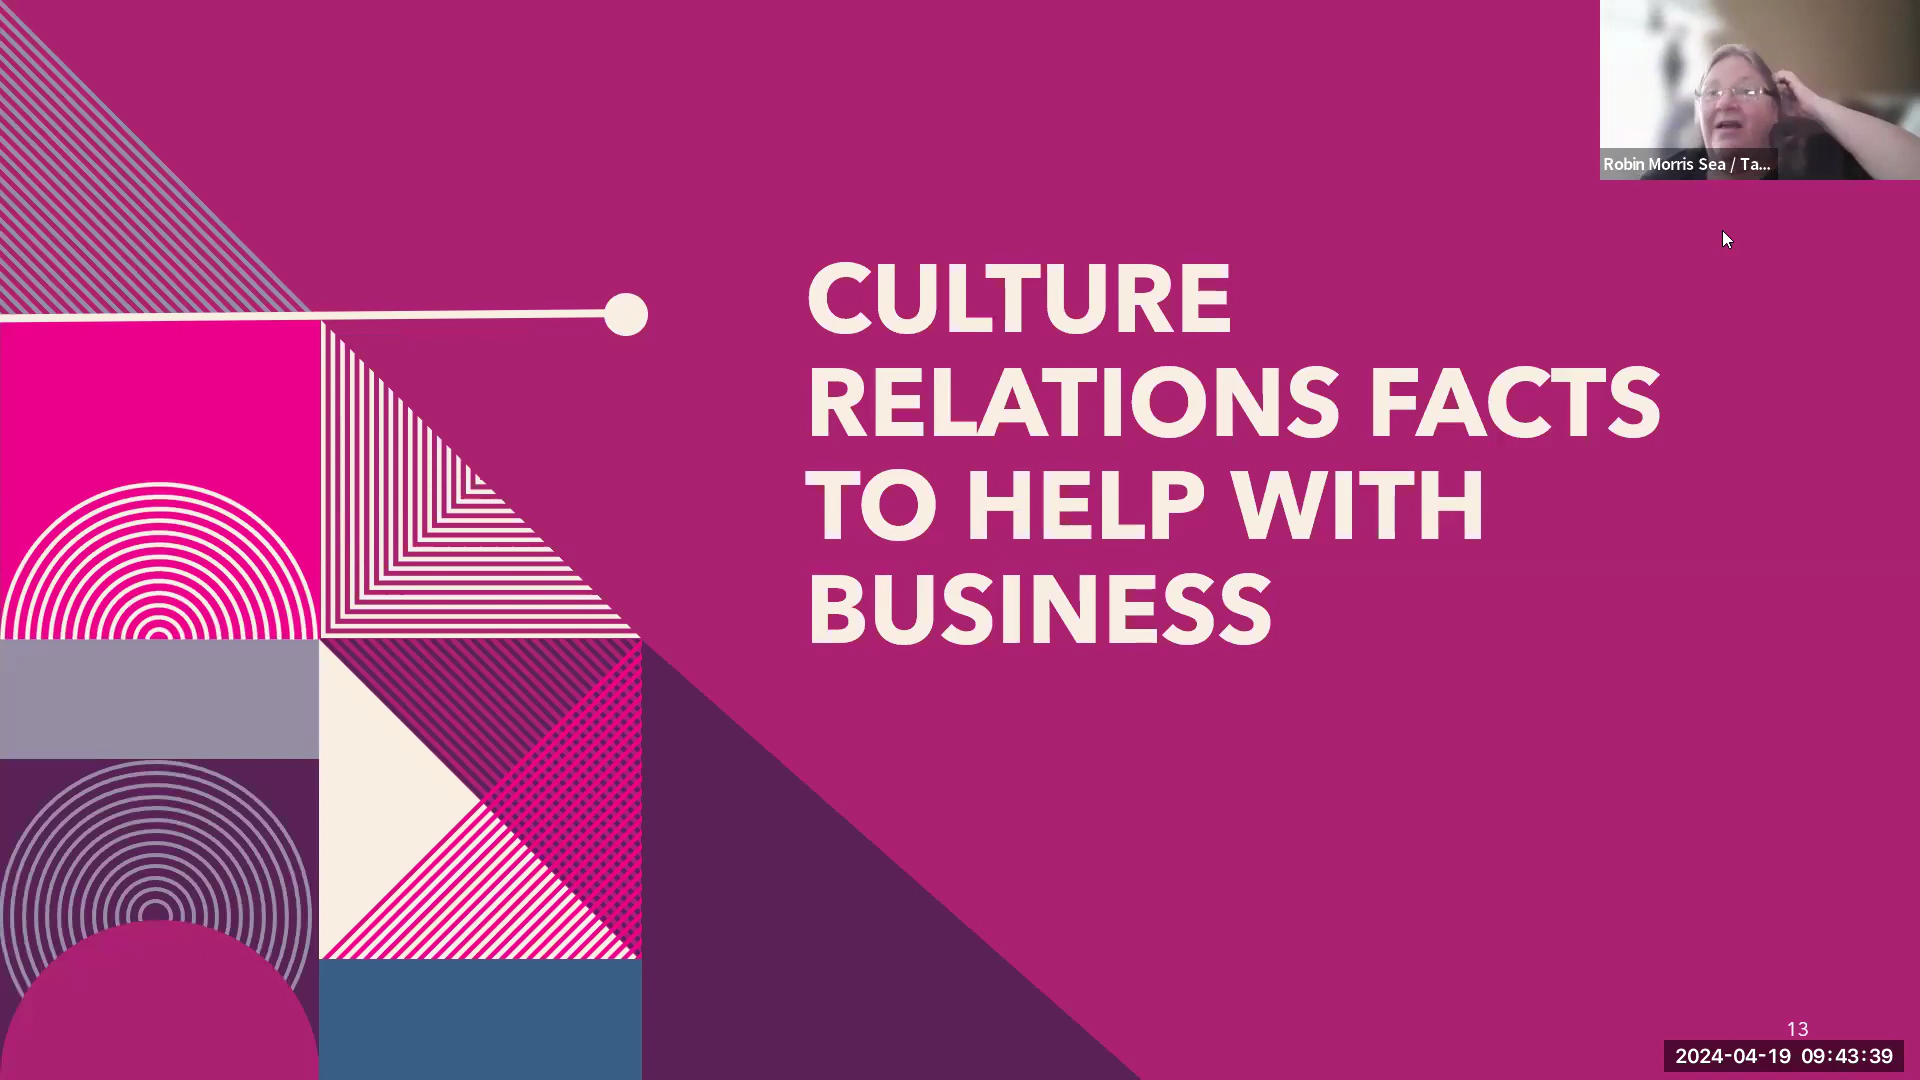 Robin Morris Sea / Ta...
CULTURE
RELATIONS FACTS
TO HELP WITH
BUSINESS
13
2024-04-19 09:43:39